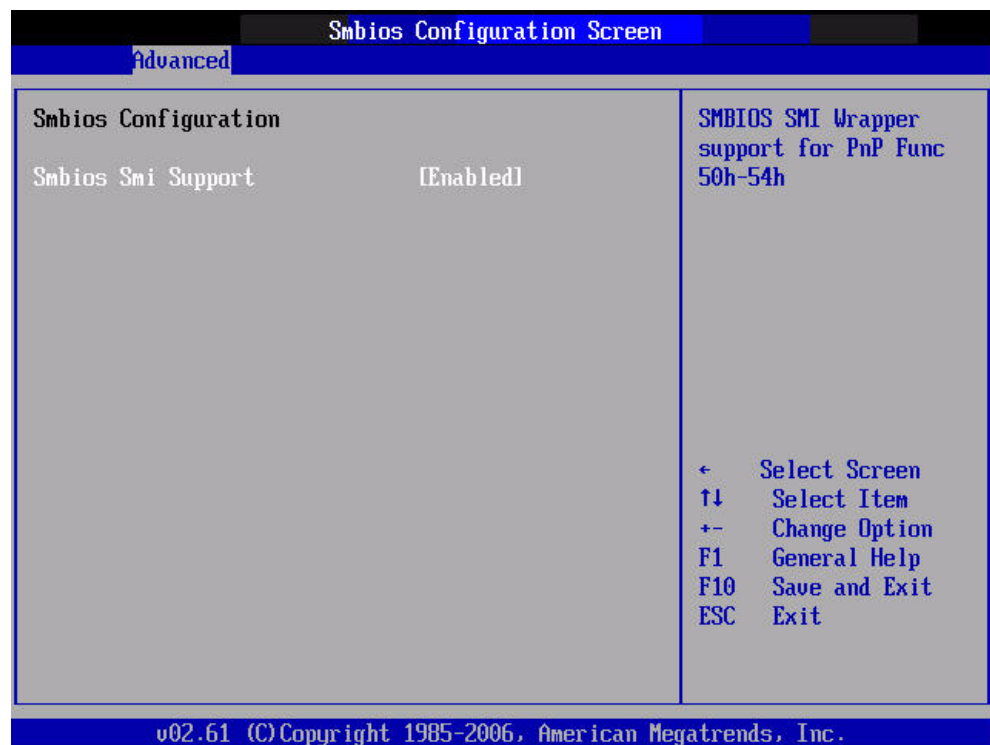 Smbios Configuration Screen
Advanced
Smbios Configuration
Smbios Smi Support [Enabled]
SMBIOS SMI Wrapper
support for PnP Func
50h-54h
← Select Screen
↑↓ Select Item
+- Change Option
F1 General Help
F10 Save and Exit
ESC Exit
v02.61 (C)Copyright 1985-2006, American Megatrends, Inc.